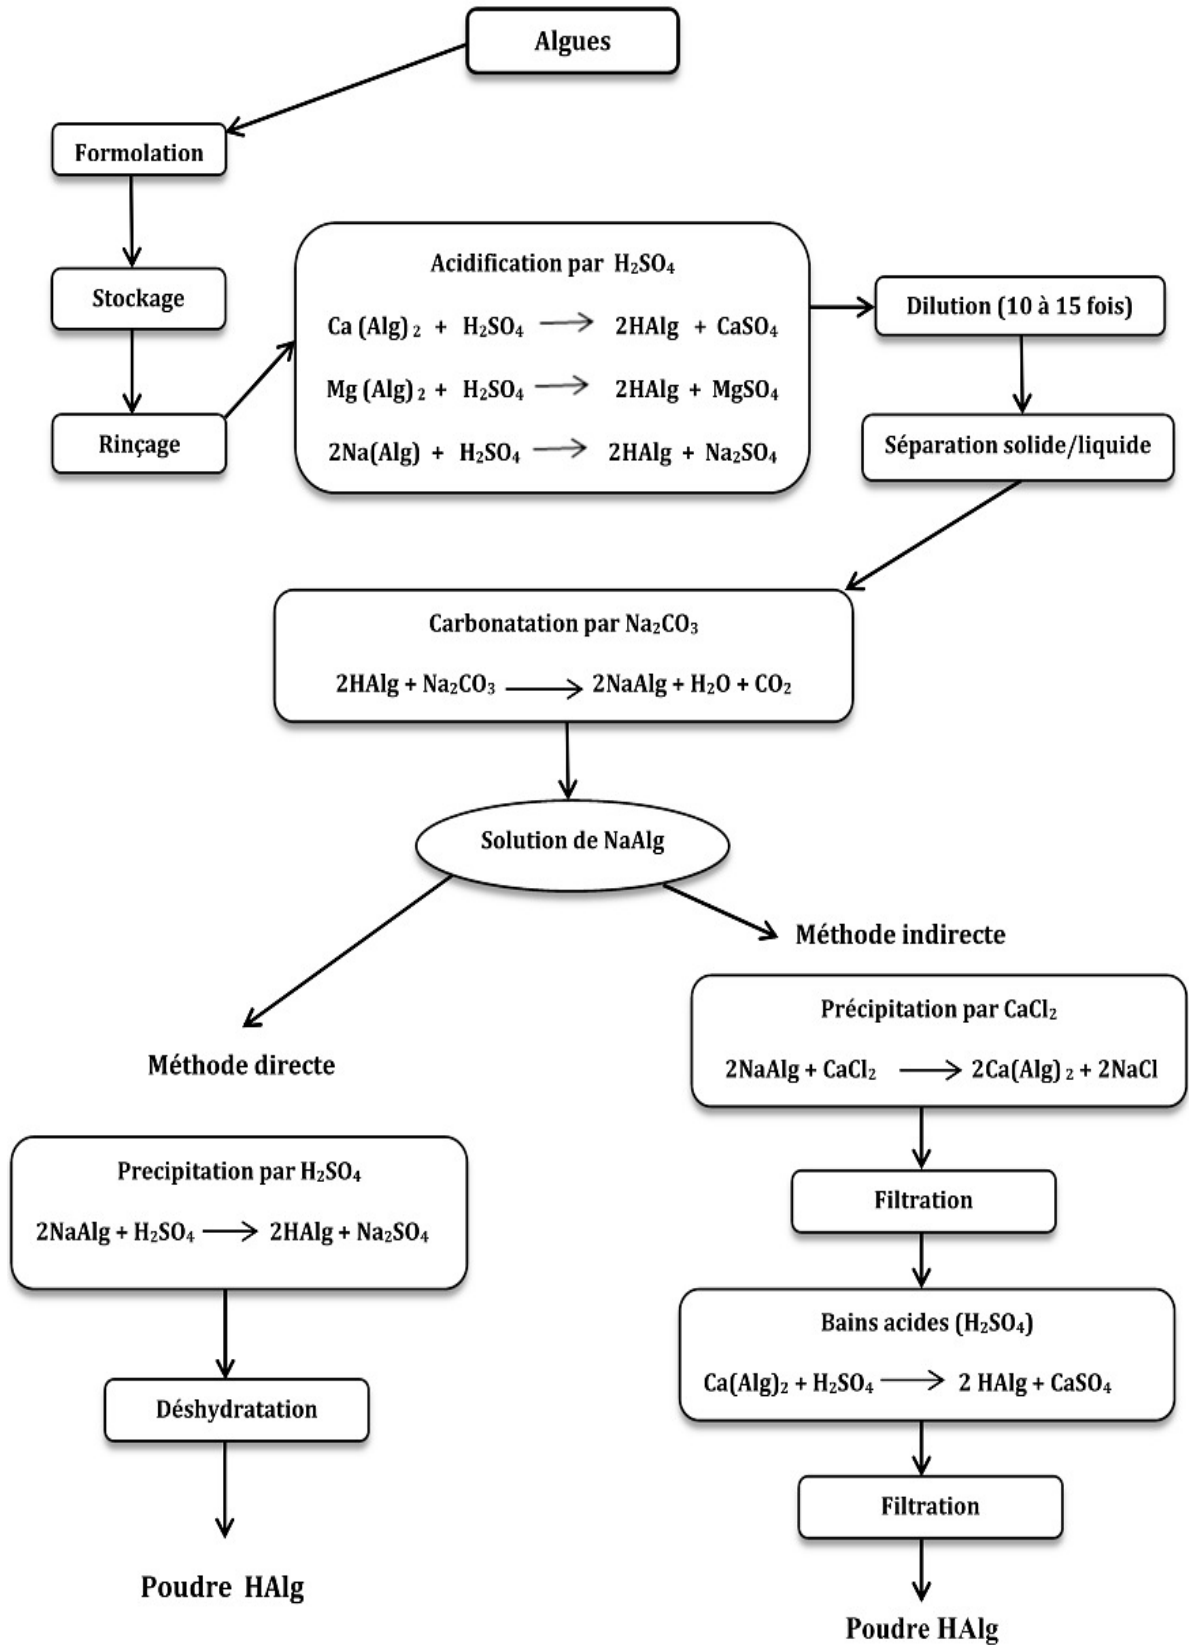 Algues
Formolation
Stockage
Rinçage
Acidification par H₂SO₄
Ca (Alg) ₂ + H₂SO₄ → 2HAlg + CaSO₄
Mg (Alg) ₂ + H₂SO₄ → 2HAlg + MgSO₄
2Na(Alg) + H₂SO₄ → 2HAlg + Na₂SO₄
Dilution (10 à 15 fois)
Séparation solide/liquide
Carbonatation par Na₂CO₃
2HAlg + Na₂CO₃ → 2NaAlg + H₂O + CO₂
Solution de NaAlg
Méthode directe
Precipitation par H₂SO₄
2NaAlg + H₂SO₄ → 2HAlg + Na₂SO₄
Déshydratation
Poudre HAlg
Méthode indirecte
Précipitation par CaCl₂
2NaAlg + CaCl₂ → 2Ca(Alg) ₂ + 2NaCl
Filtration
Bains acides (H₂SO₄)
Ca(Alg)₂ + H₂SO₄ → 2 HAlg + CaSO₄
Filtration
Poudre HAlg